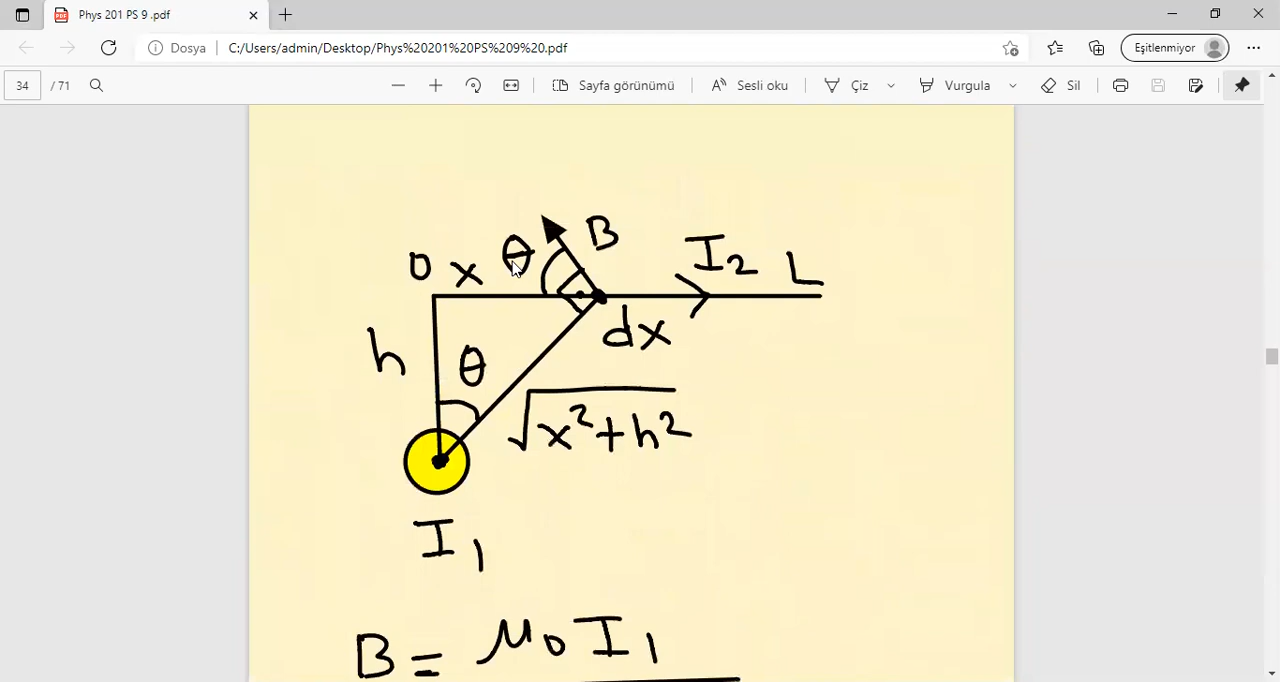 Phys 201 PS 9 .pdf
Dosya
C:/Users/admin/Desktop/Phys%20201%20PS%209%20.pdf
Eşitlenmiyor
34 / 71
Sayfa görünümü
Sesli oku
Çiz
Vurgula
Sil
θ B
0 x I₂ L
h dx
θ
√x²+h²
I₁
B = μ₀ I₁